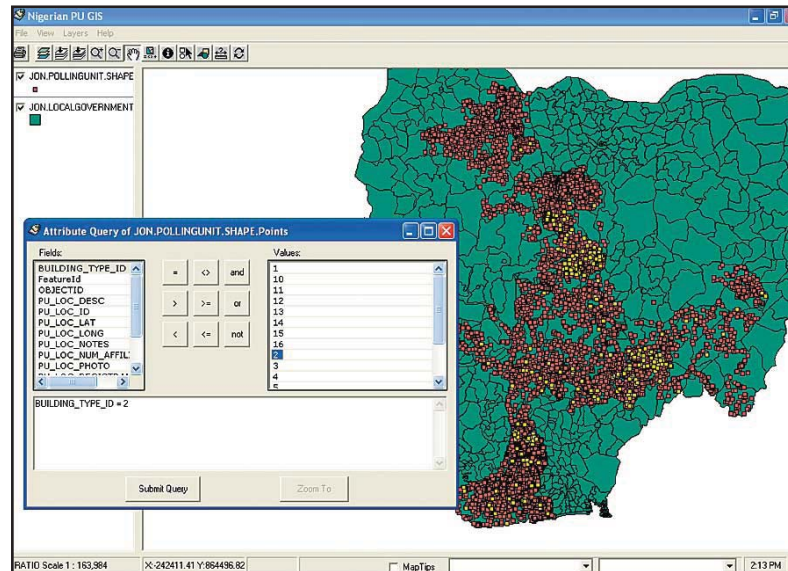 Nigerian PU GIS
File View Layers Help
JON.POLLINGUNIT.SHAPE
JON.LOCALGOVERNMENT
Attribute Query of JON.POLLINGUNIT.SHAPE.Points
Fields:
Values:
BUILDING_TYPE_ID
FeatureId
OBJECTID
PU_LOC_DESC
PU_LOC_ID
PU_LOC_LAT
PU_LOC_LONG
PU_LOC_NOTES
PU_LOC_NUM_AFFIL
PU_LOC_PHOTO
= <> and
> >= or
< <= not
1
10
11
12
13
14
15
16
2
3
4
5
BUILDING_TYPE_ID = 2
Submit Query
Zoom To
RATIO Scale 1 : 163,984
X:-242411.41 Y:864496.82
MapTips
2:13 PM